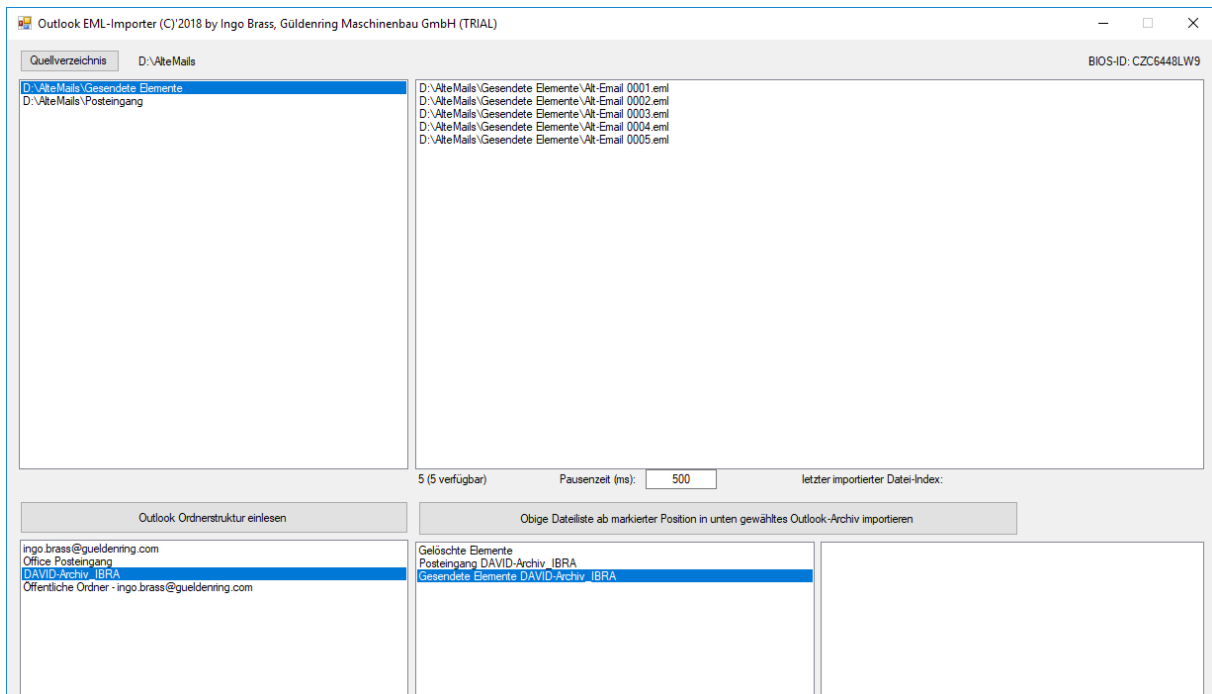 Outlook EML-Importer (C)'2018 by Ingo Brass, Güldenring Maschinenbau GmbH (TRIAL)
Quellverzeichnis D:\AlteMails BIOS-ID: CZC6448LW9
D:\AlteMails\Gesendete Elemente
D:\AlteMails\Posteingang
D:\AlteMails\Gesendete Elemente\Alt-Email 0001.eml
D:\AlteMails\Gesendete Elemente\Alt-Email 0002.eml
D:\AlteMails\Gesendete Elemente\Alt-Email 0003.eml
D:\AlteMails\Gesendete Elemente\Alt-Email 0004.eml
D:\AlteMails\Gesendete Elemente\Alt-Email 0005.eml
5 (5 verfügbar) Pausenzeit (ms): 500 letzter importierter Datei-Index:
Outlook Ordnerstruktur einlesen
Obige Dateiliste ab markierter Position in unten gewähltes Outlook-Archiv importieren
ingo.brass@gueldenring.com
Office Posteingang
DAVID-Archiv_IBRA
Öffentliche Ordner - ingo.brass@gueldenring.com
Gelöschte Elemente
Posteingang DAVID-Archiv_IBRA
Gesendete Elemente DAVID-Archiv_IBRA